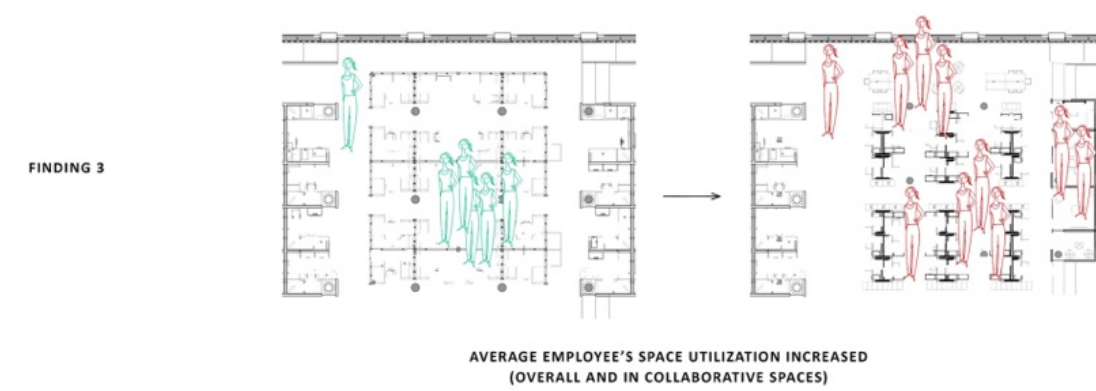 FINDING 3
AVERAGE EMPLOYEE'S SPACE UTILIZATION INCREASED
(OVERALL AND IN COLLABORATIVE SPACES)